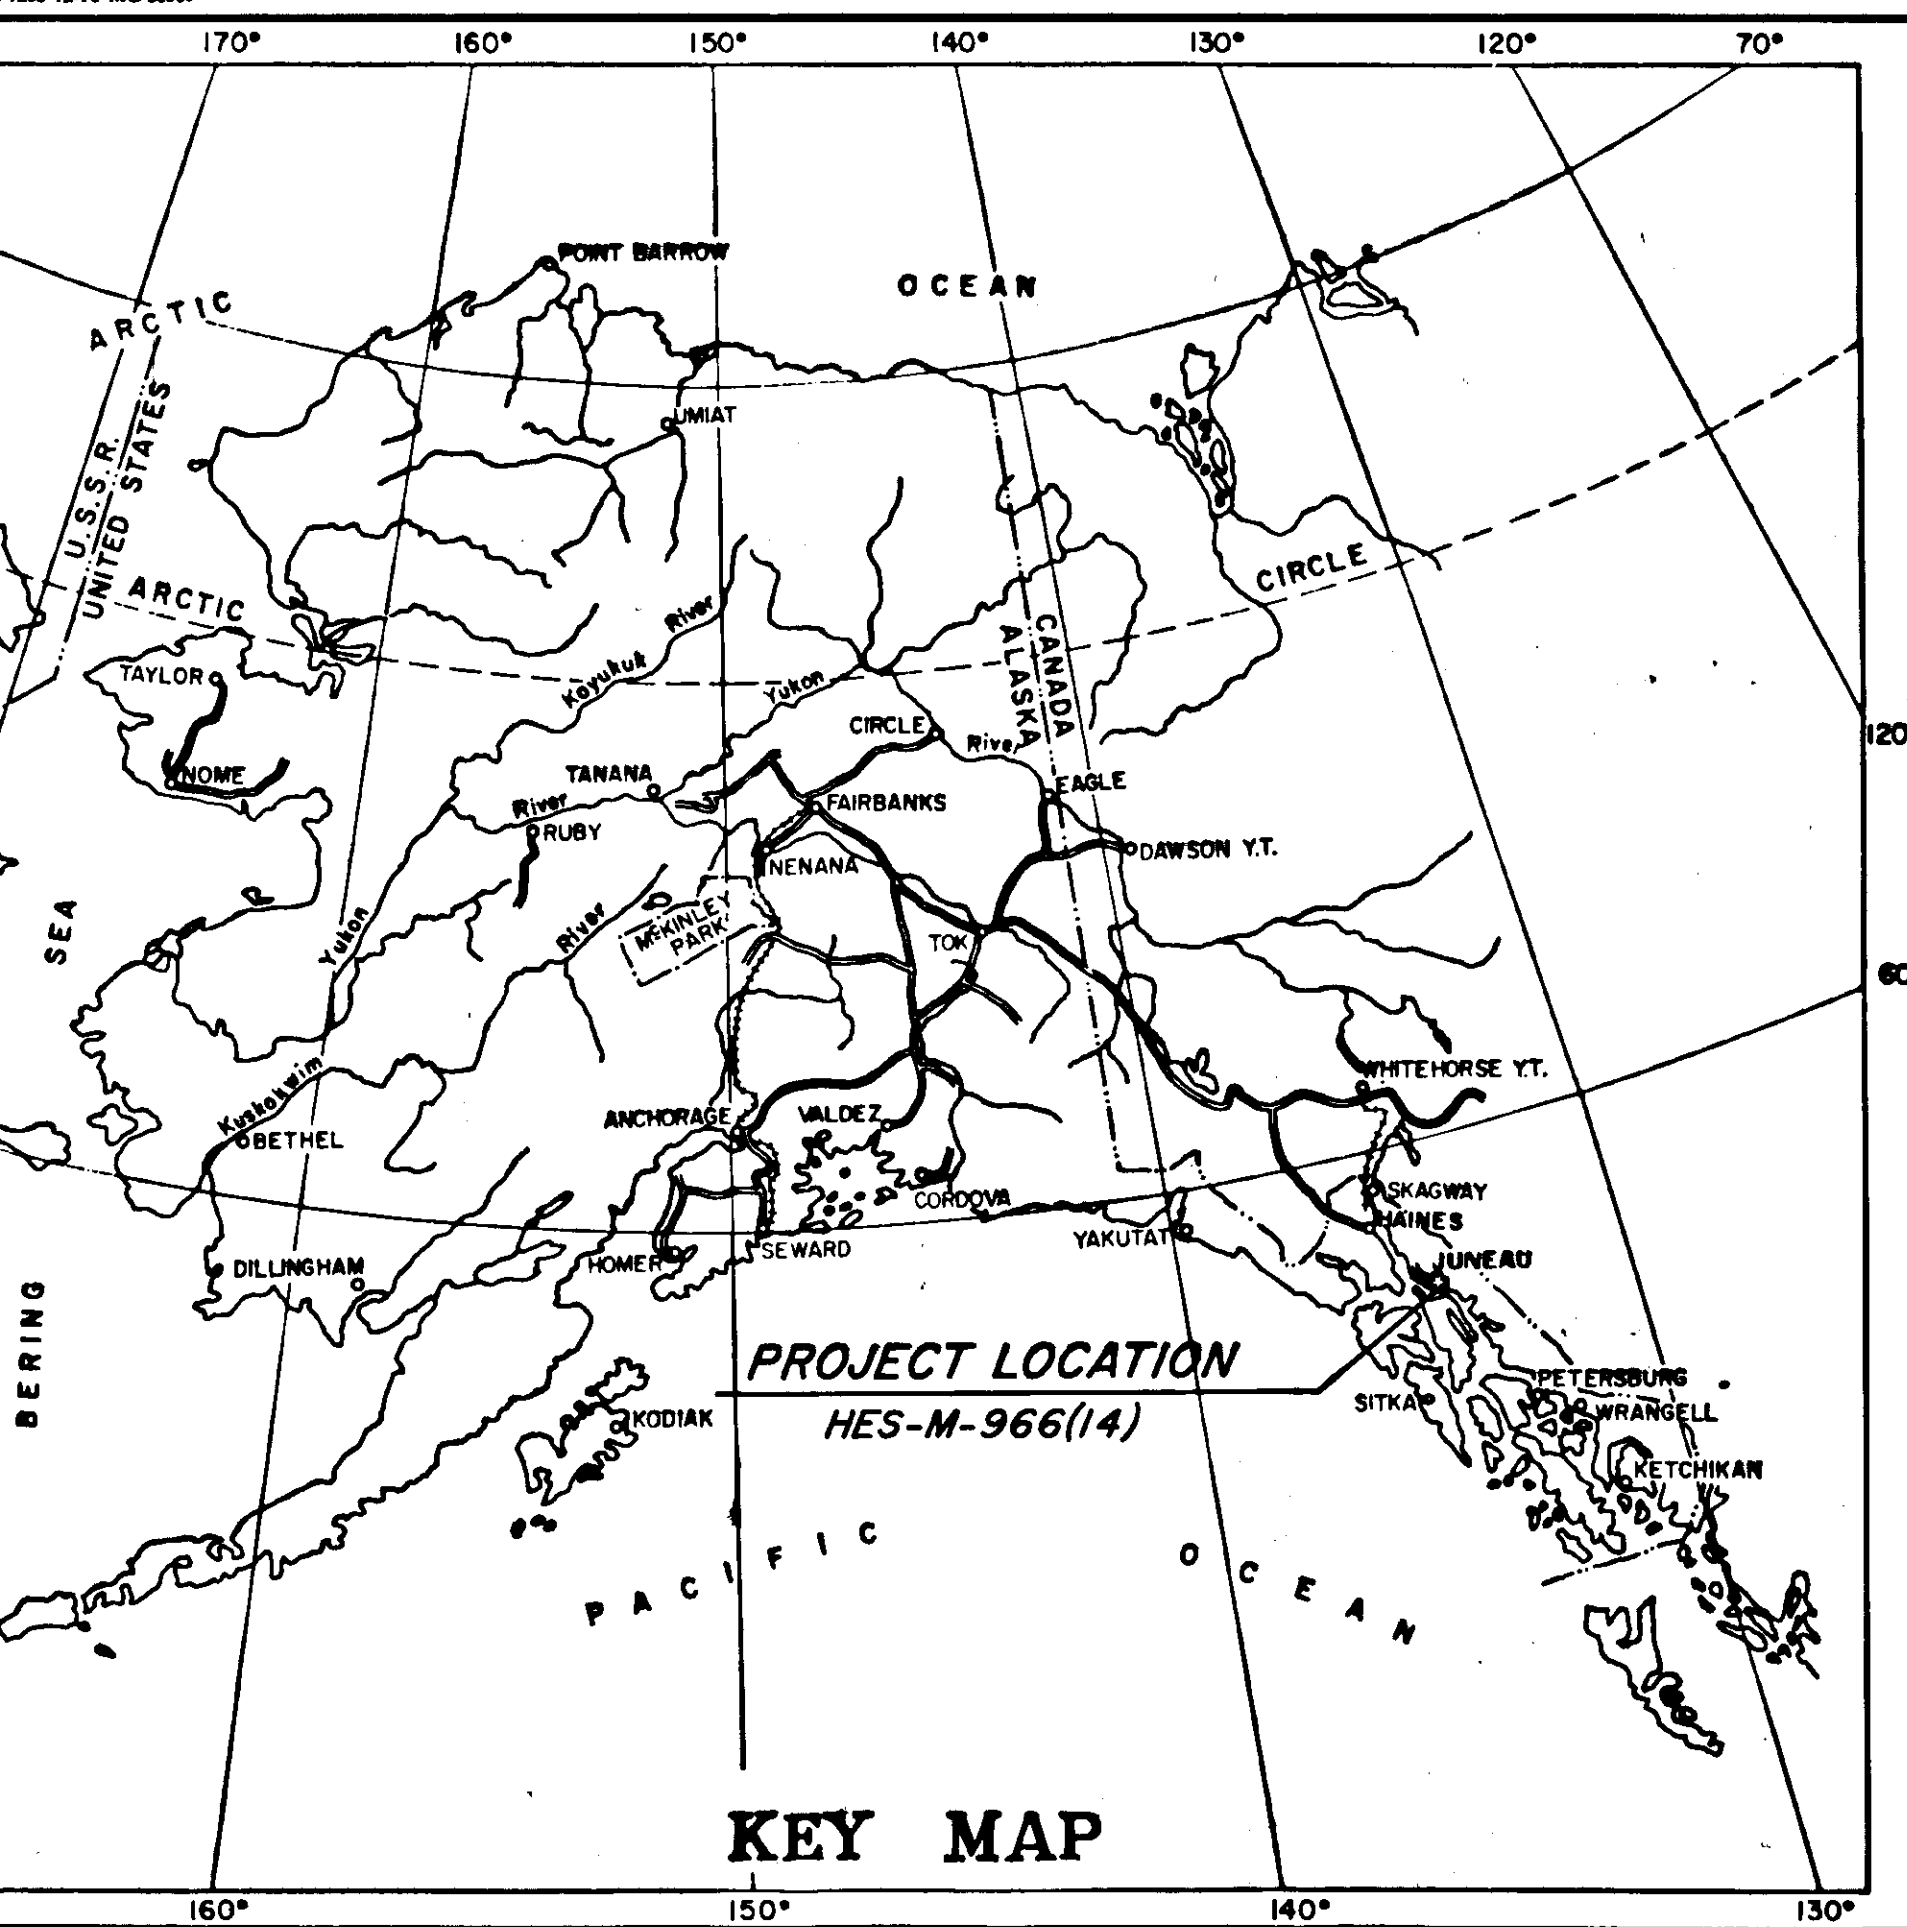 170° 160° 150° 140° 130° 120° 70°
POINT BARROW
OCEAN
ARCTIC
UMIAT
U.S.S.R.
UNITED STATES
ARCTIC
CIRCLE
River
Koyukuk
CANADA
ALASKA
TAYLOR
Yukon
CIRCLE
River
120
NOME
TANANA
EAGLE
River
FAIRBANKS
RUBY
NENANA
DAWSON Y.T.
SEA
R
Yukon
River
McKINLEY
PARK
TOK
60
WHITEHORSE Y.T.
Kuskokwim
ANCHORAGE
VALDEZ
BETHEL
CORDOVA
SKAGWAY
HAINES
YAKUTAT
SEWARD
HOMER
DILLINGHAM
JUNEAU
BERING
PROJECT LOCATION
HES-M-966(14)
PETERSBURG
SITKA
WRANGELL
KODIAK
KETCHIKAN
PACIFIC
OCEAN
KEY MAP
160° 150° 140° 130°